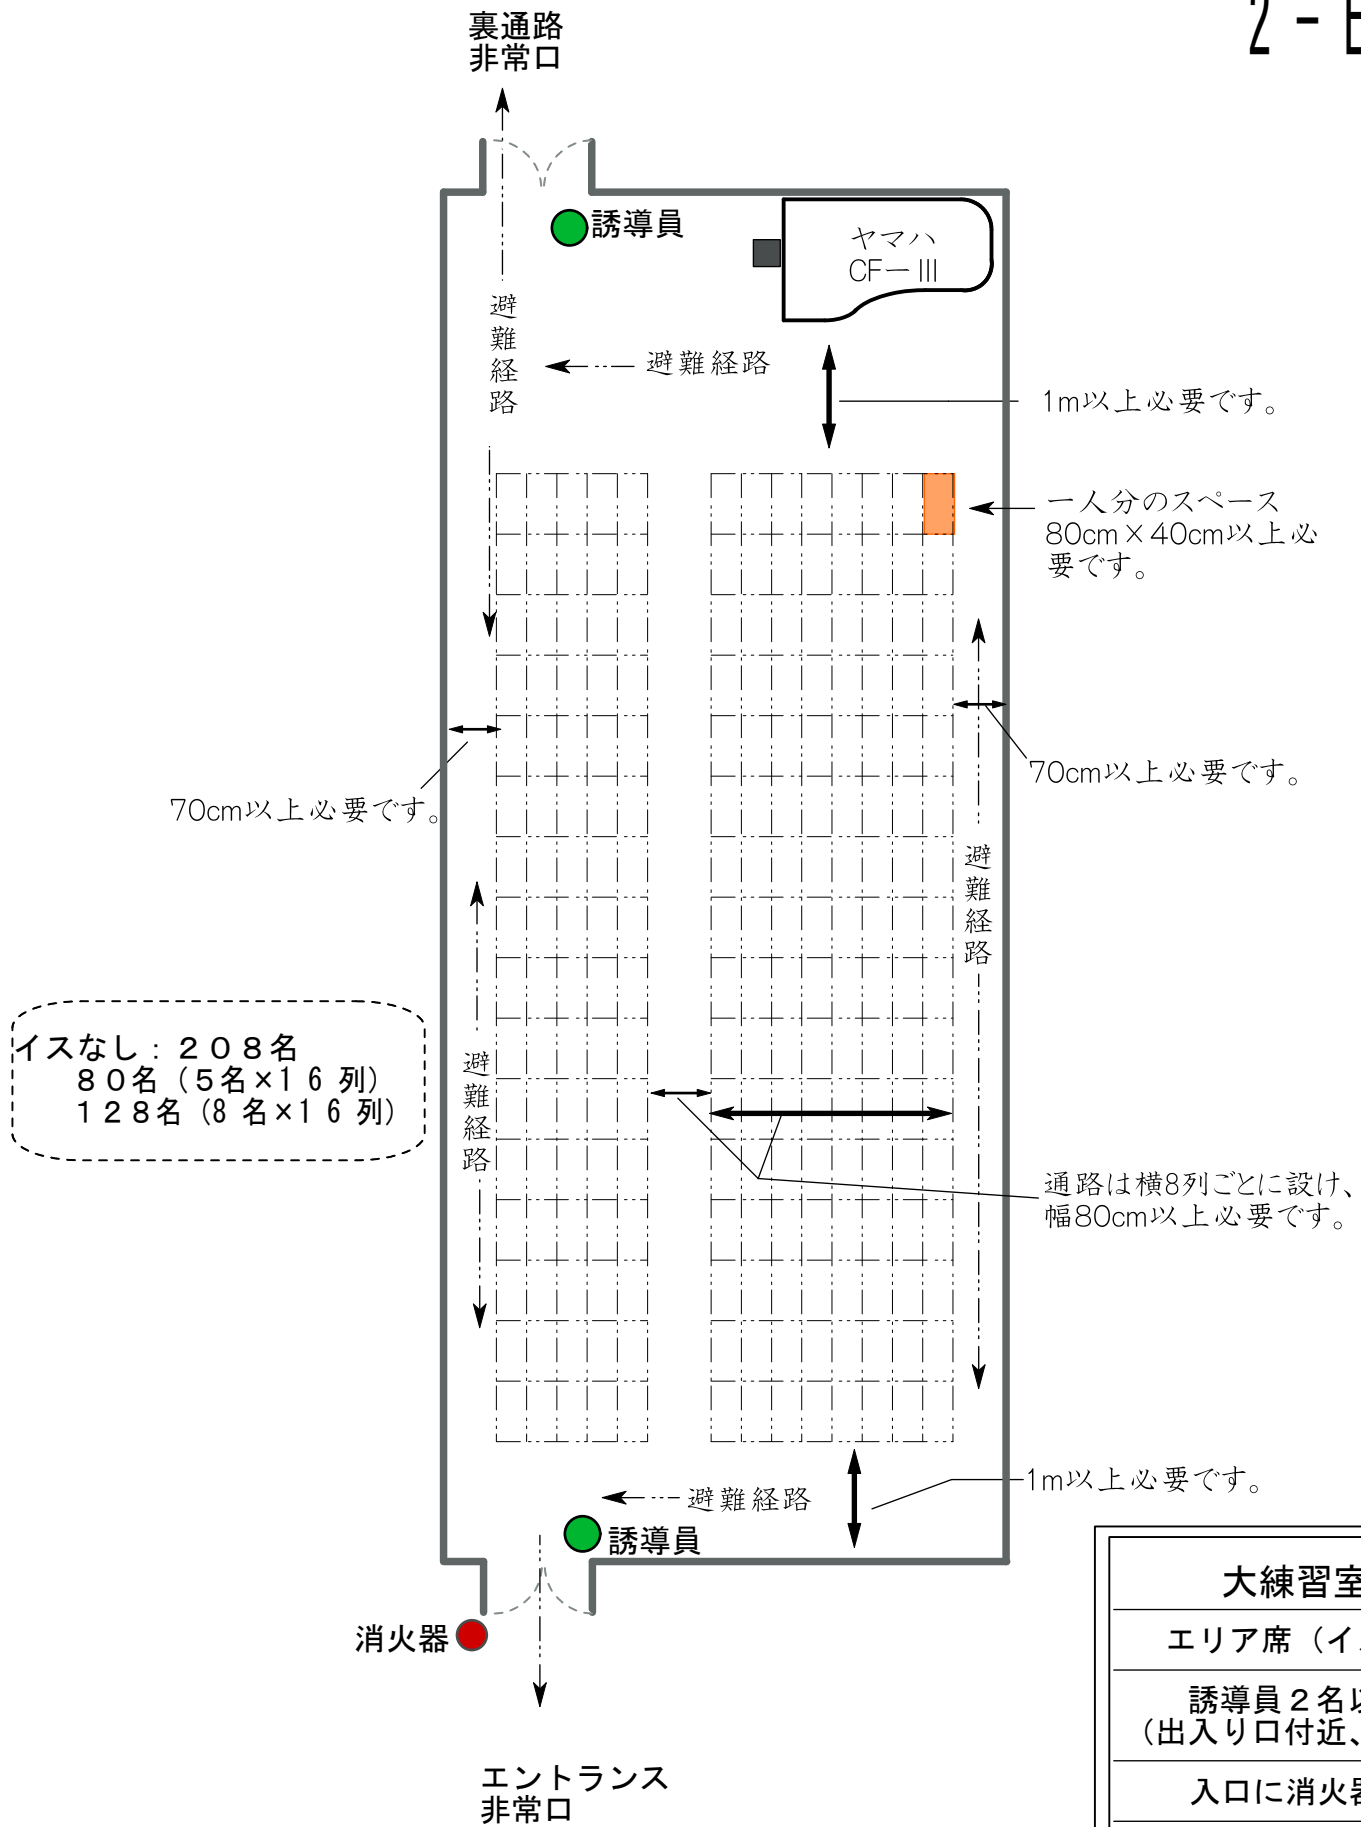 裏通路
非常口
2 -
誘導員
ヤマハ
CFーIII
避難経路
避難経路
1m以上必要です。
一人分のスペース
80cm×40cm以上必
要です。
70cm以上必要です。
70cm以上必要です。
避難経路
イスなし：２０８名
８０名（5名×1 6 列）
１２８名（8 名×1 6 列）
避難経路
通路は横8列ごとに設け、
幅80cm以上必要です。
避難経路
1m以上必要です。
誘導員
消火器
エントランス
非常口
大練習室
エリア席（イ
誘導員２名以
（出入り口付近、
入口に消火器